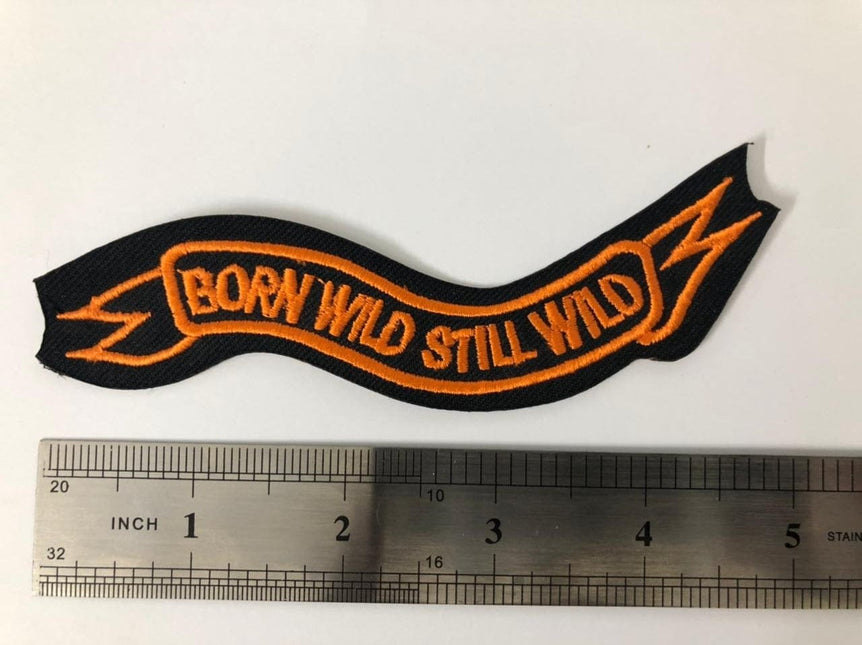 BORN WILD STILL WILD
20 10
INCH 1 2 3 4 5 STAIN
32 16